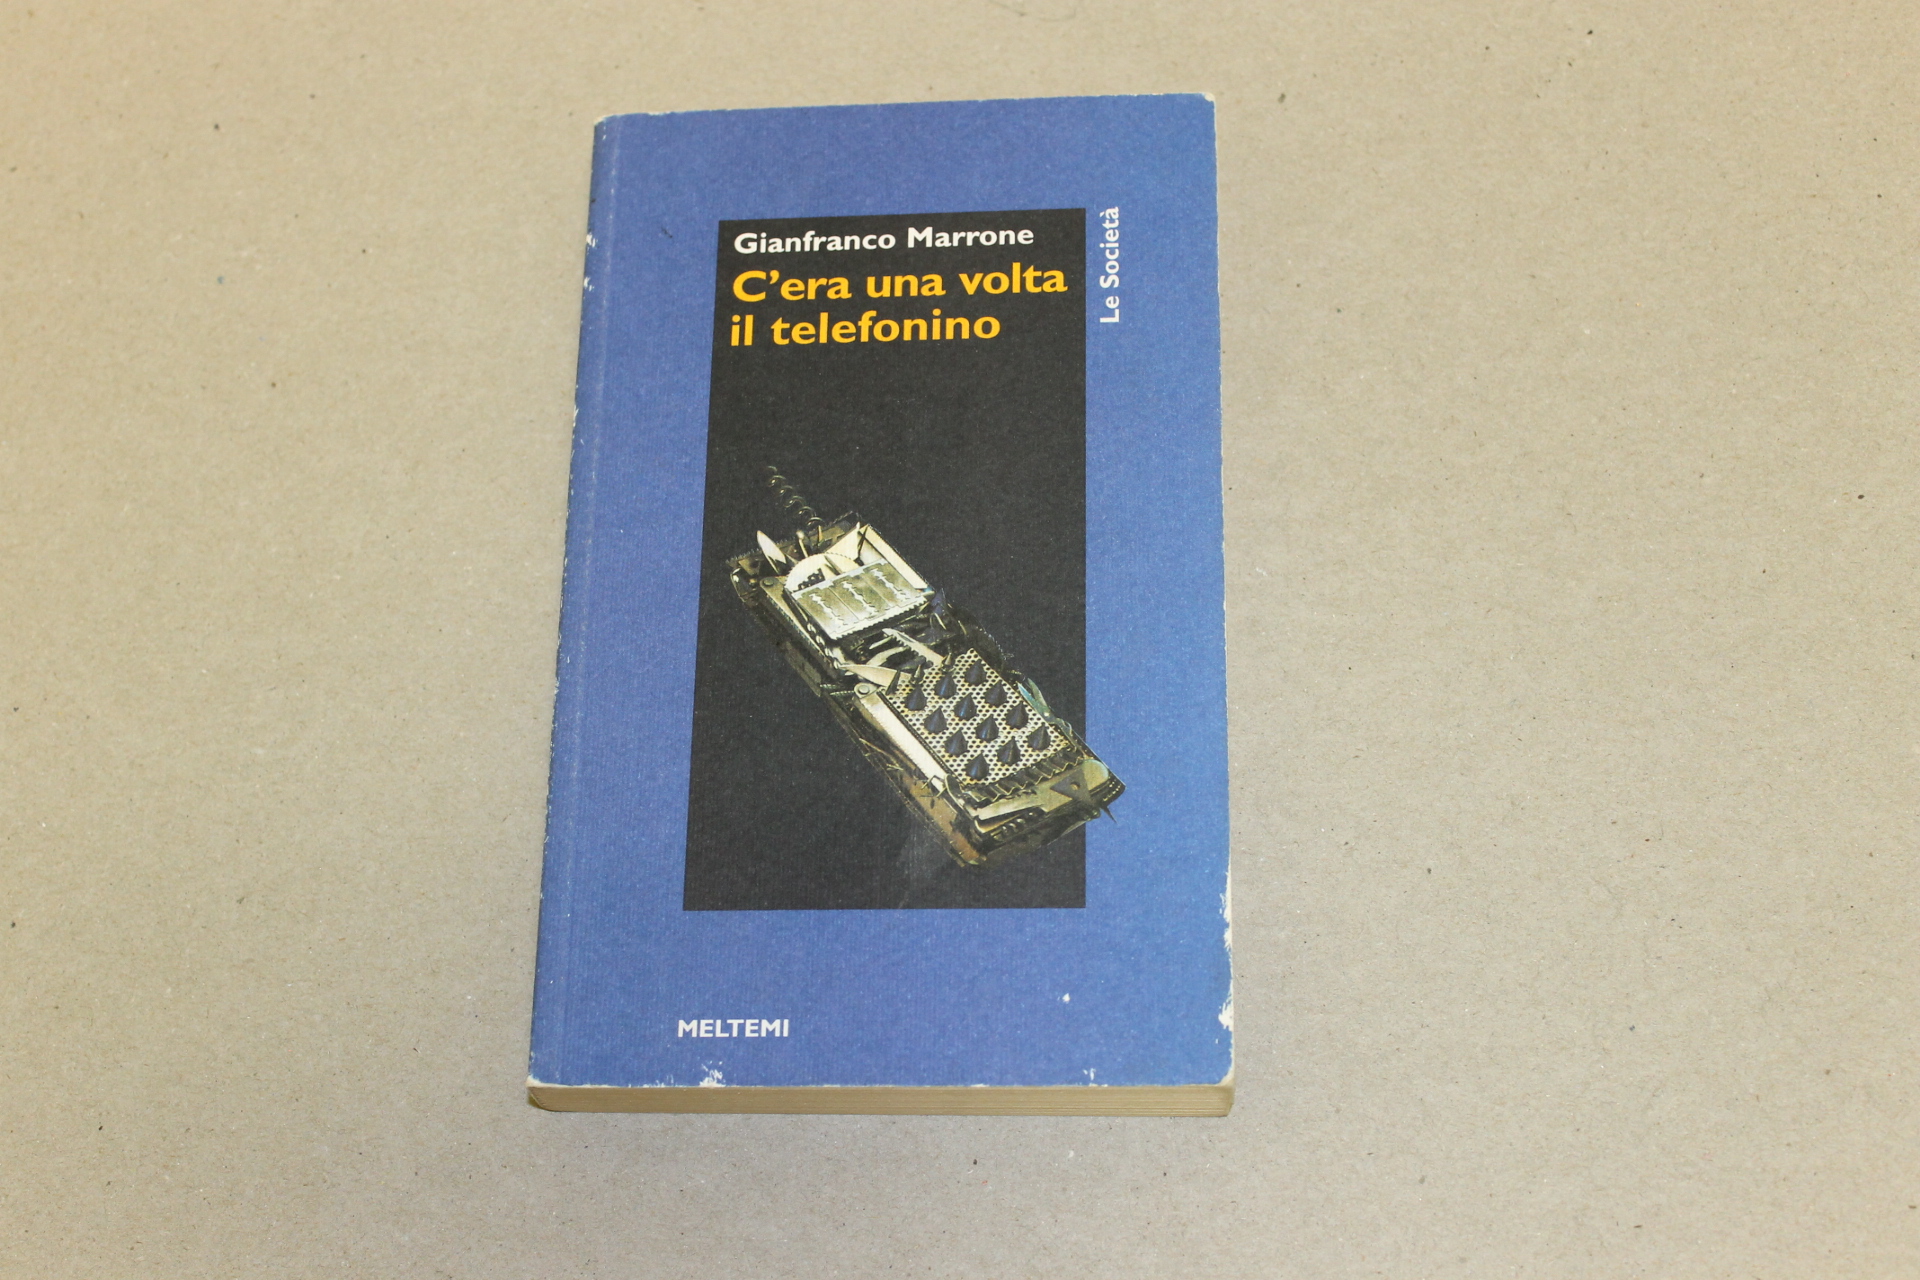 Gianfranco Marrone
C'era una volta
il telefonino
Le Società
MELTEMI